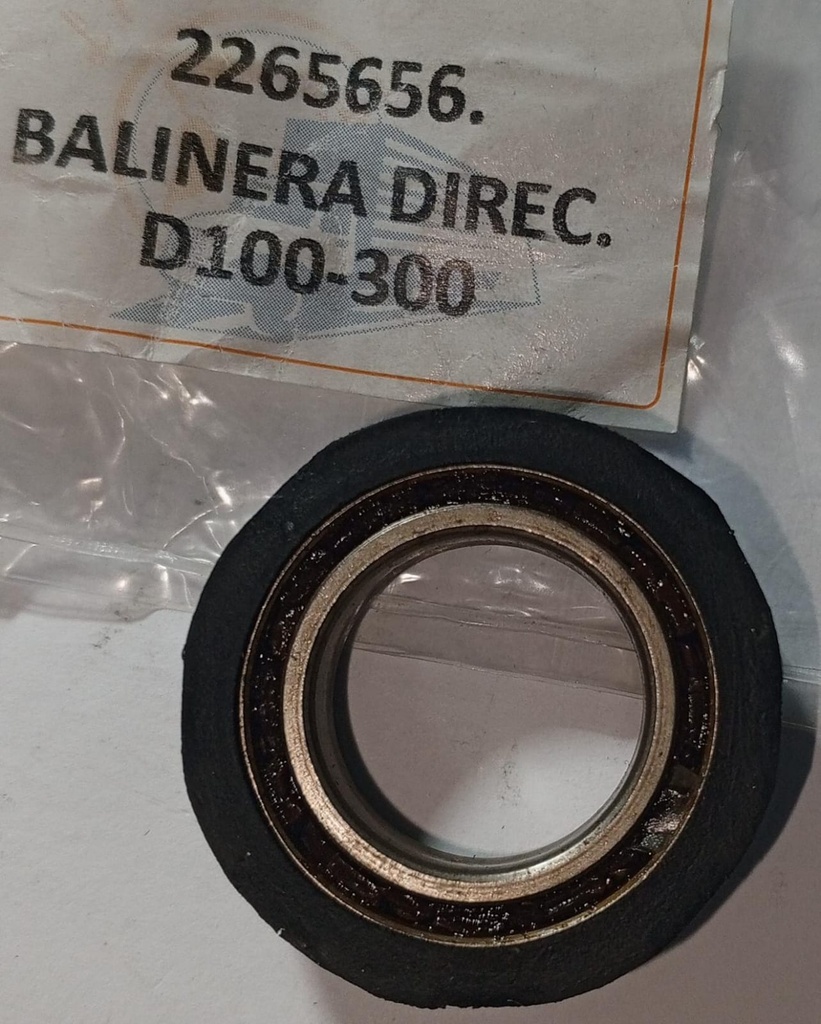 2265656.
BALINERA DIREC.
D100-300